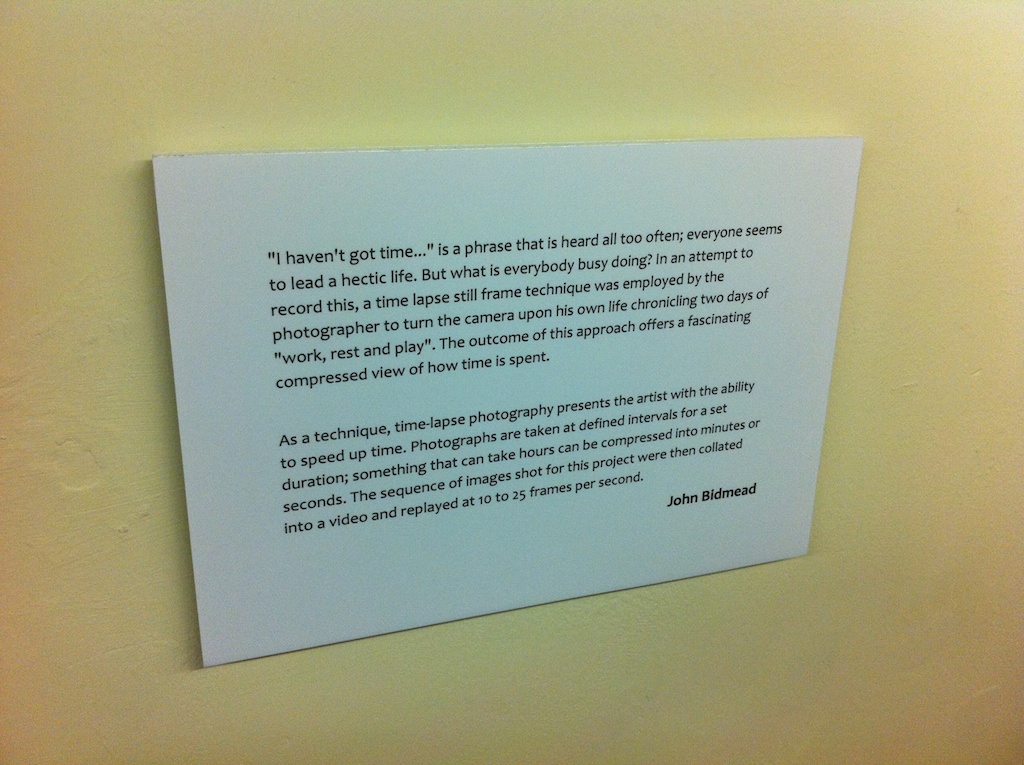 "I haven't got time..." is a phrase that is heard all too often; everyone seems
to lead a hectic life. But what is everybody busy doing? In an attempt to
record this, a time lapse still frame technique was employed by the
photographer to turn the camera upon his own life chronicling two days of
"work, rest and play". The outcome of this approach offers a fascinating
compressed view of how time is spent.
As a technique, time-lapse photography presents the artist with the ability
to speed up time. Photographs are taken at defined intervals for a set
duration; something that can take hours can be compressed into minutes or
seconds. The sequence of images shot for this project were then collated
into a video and replayed at 10 to 25 frames per second.
John Bidmead